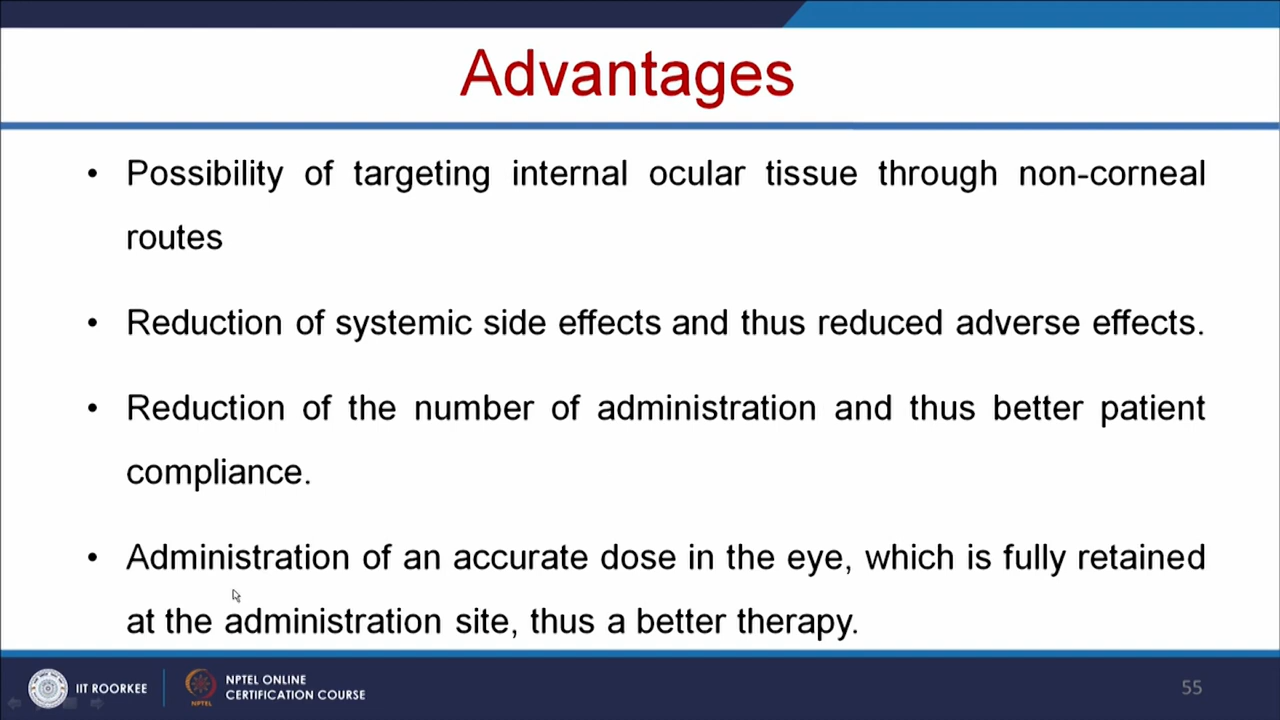 Advantages
• Possibility of targeting internal ocular tissue through non-corneal
routes
• Reduction of systemic side effects and thus reduced adverse effects.
• Reduction of the number of administration and thus better patient
compliance.
• Administration of an accurate dose in the eye, which is fully retained
at the administration site, thus a better therapy.
IIT ROORKEE
NPTEL
NPTEL ONLINE
CERTIFICATION COURSE
55